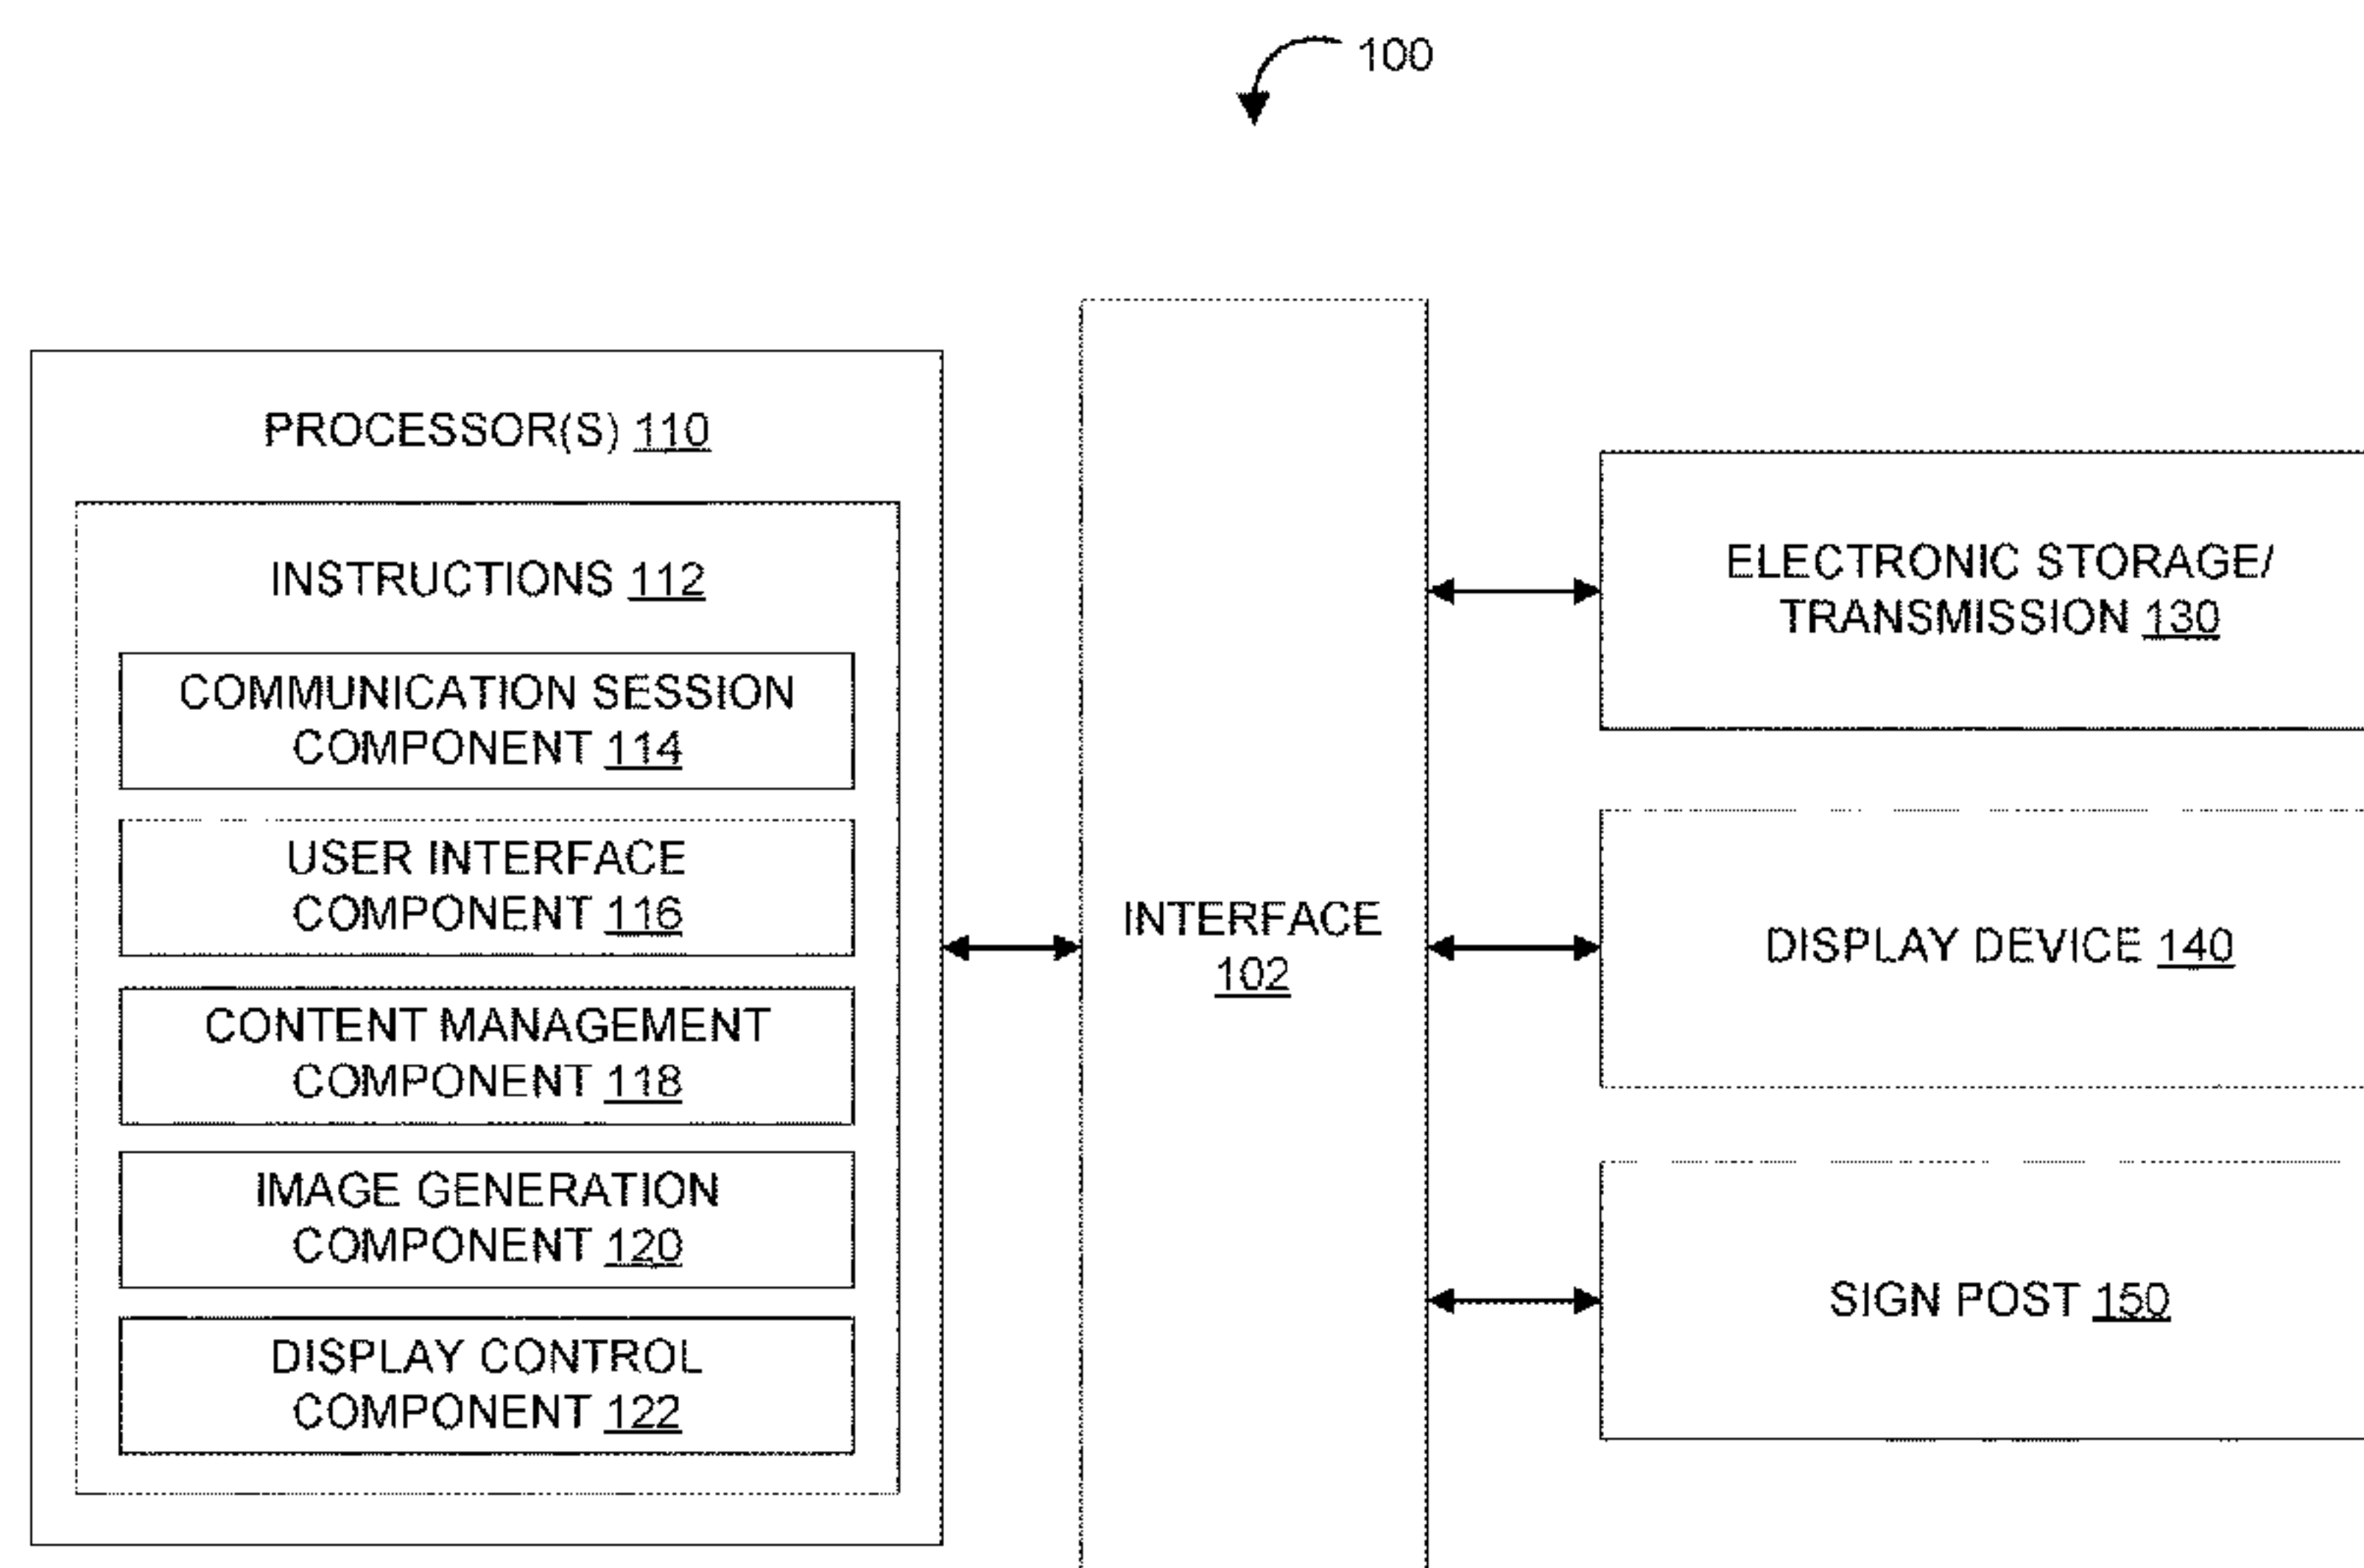 100
PROCESSOR(S) 110
INSTRUCTIONS 112
COMMUNICATION SESSION
COMPONENT 114
USER INTERFACE
COMPONENT 116
CONTENT MANAGEMENT
COMPONENT 118
IMAGE GENERATION
COMPONENT 120
DISPLAY CONTROL
COMPONENT 122
INTERFACE
102
ELECTRONIC STORAGE/
TRANSMISSION 130
DISPLAY DEVICE 140
SIGN POST 150